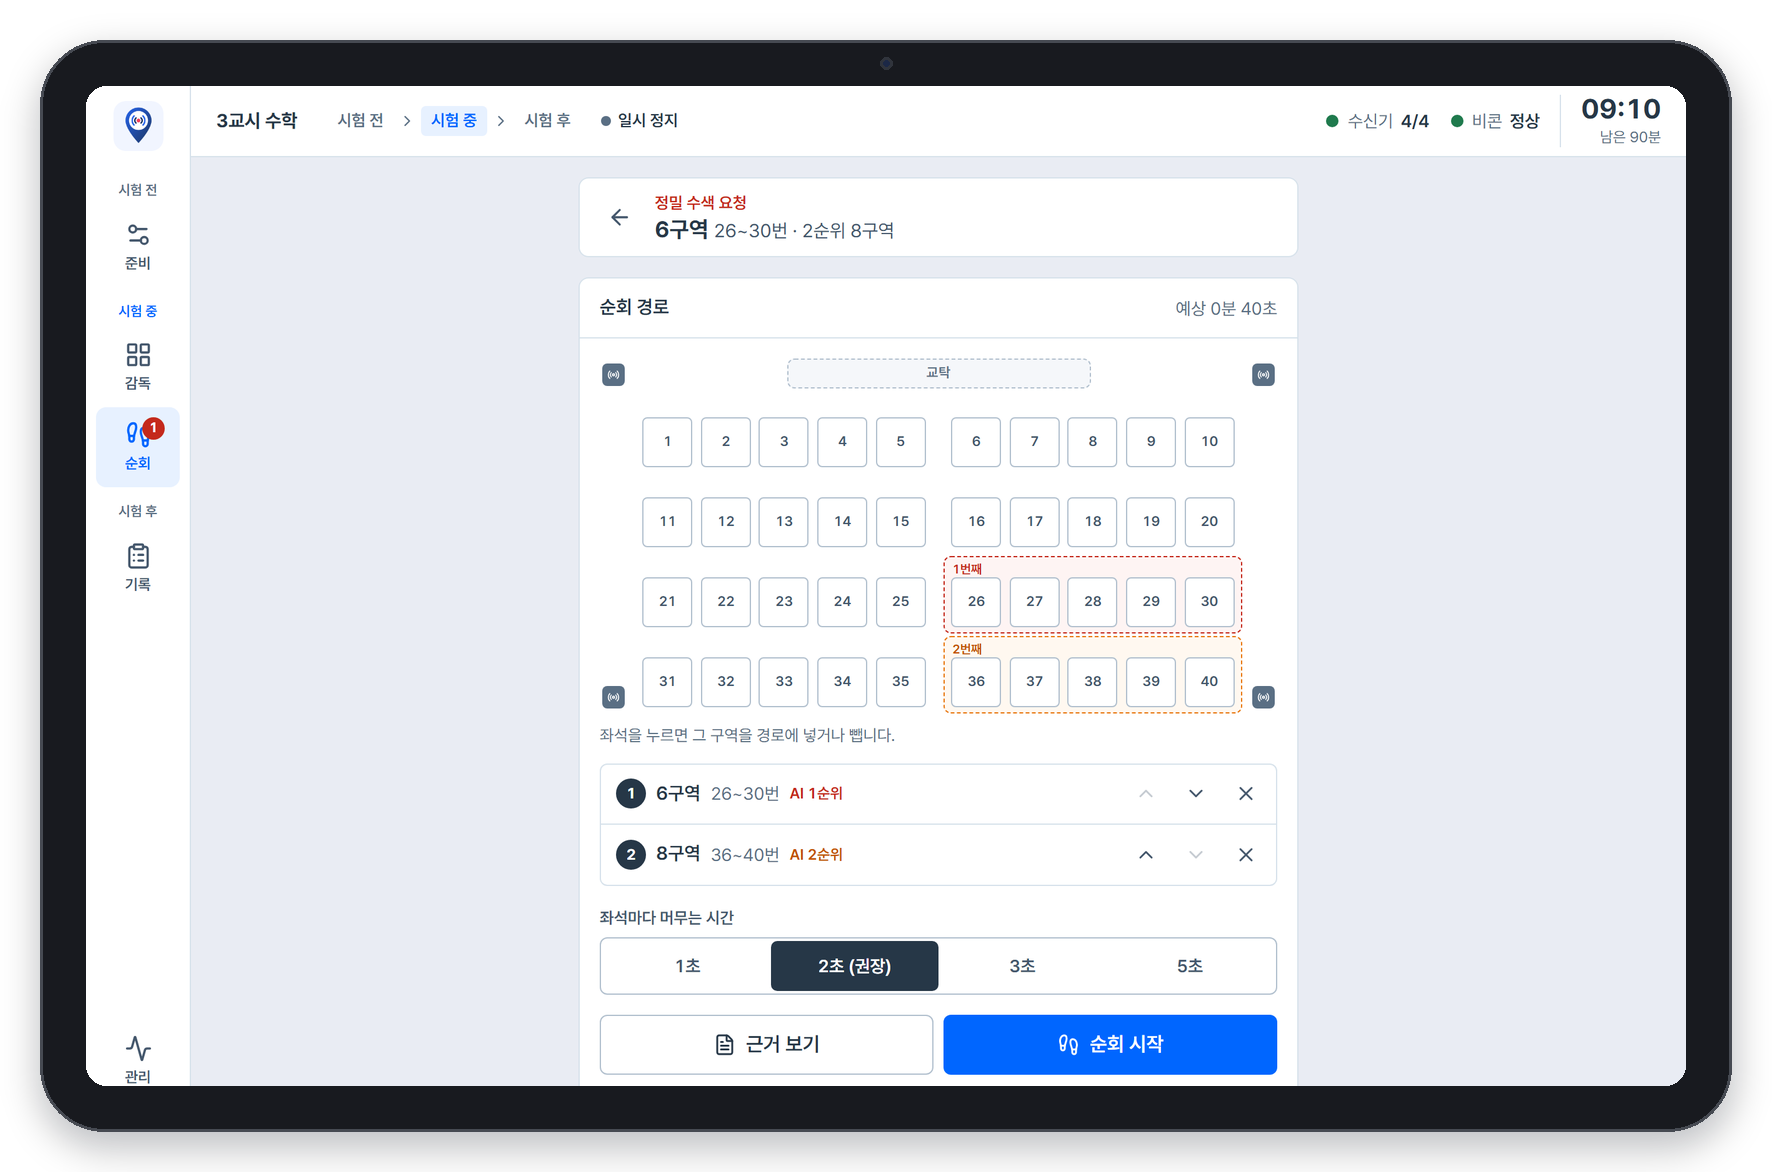 3교시 수학
시험 전 > 시험 중 > 시험 후
일시 정지
수신기 4/4
비콘 정상
09:10
남은 90분
시험 전
준비
시험 중
감독
1
순회
시험 후
기록
관리
정밀 수색 요청
6구역 26~30번 · 2순위 8구역
순회 경로
예상 0분 40초
교탁
1 2 3 4 5 6 7 8 9 10
11 12 13 14 15 16 17 18 19 20
1번째
21 22 23 24 25 26 27 28 29 30
2번째
31 32 33 34 35 36 37 38 39 40
좌석을 누르면 그 구역을 경로에 넣거나 뺍니다.
1 6구역 26~30번 AI 1순위
2 8구역 36~40번 AI 2순위
좌석마다 머무는 시간
1초 2초 (권장) 3초 5초
근거 보기
순회 시작